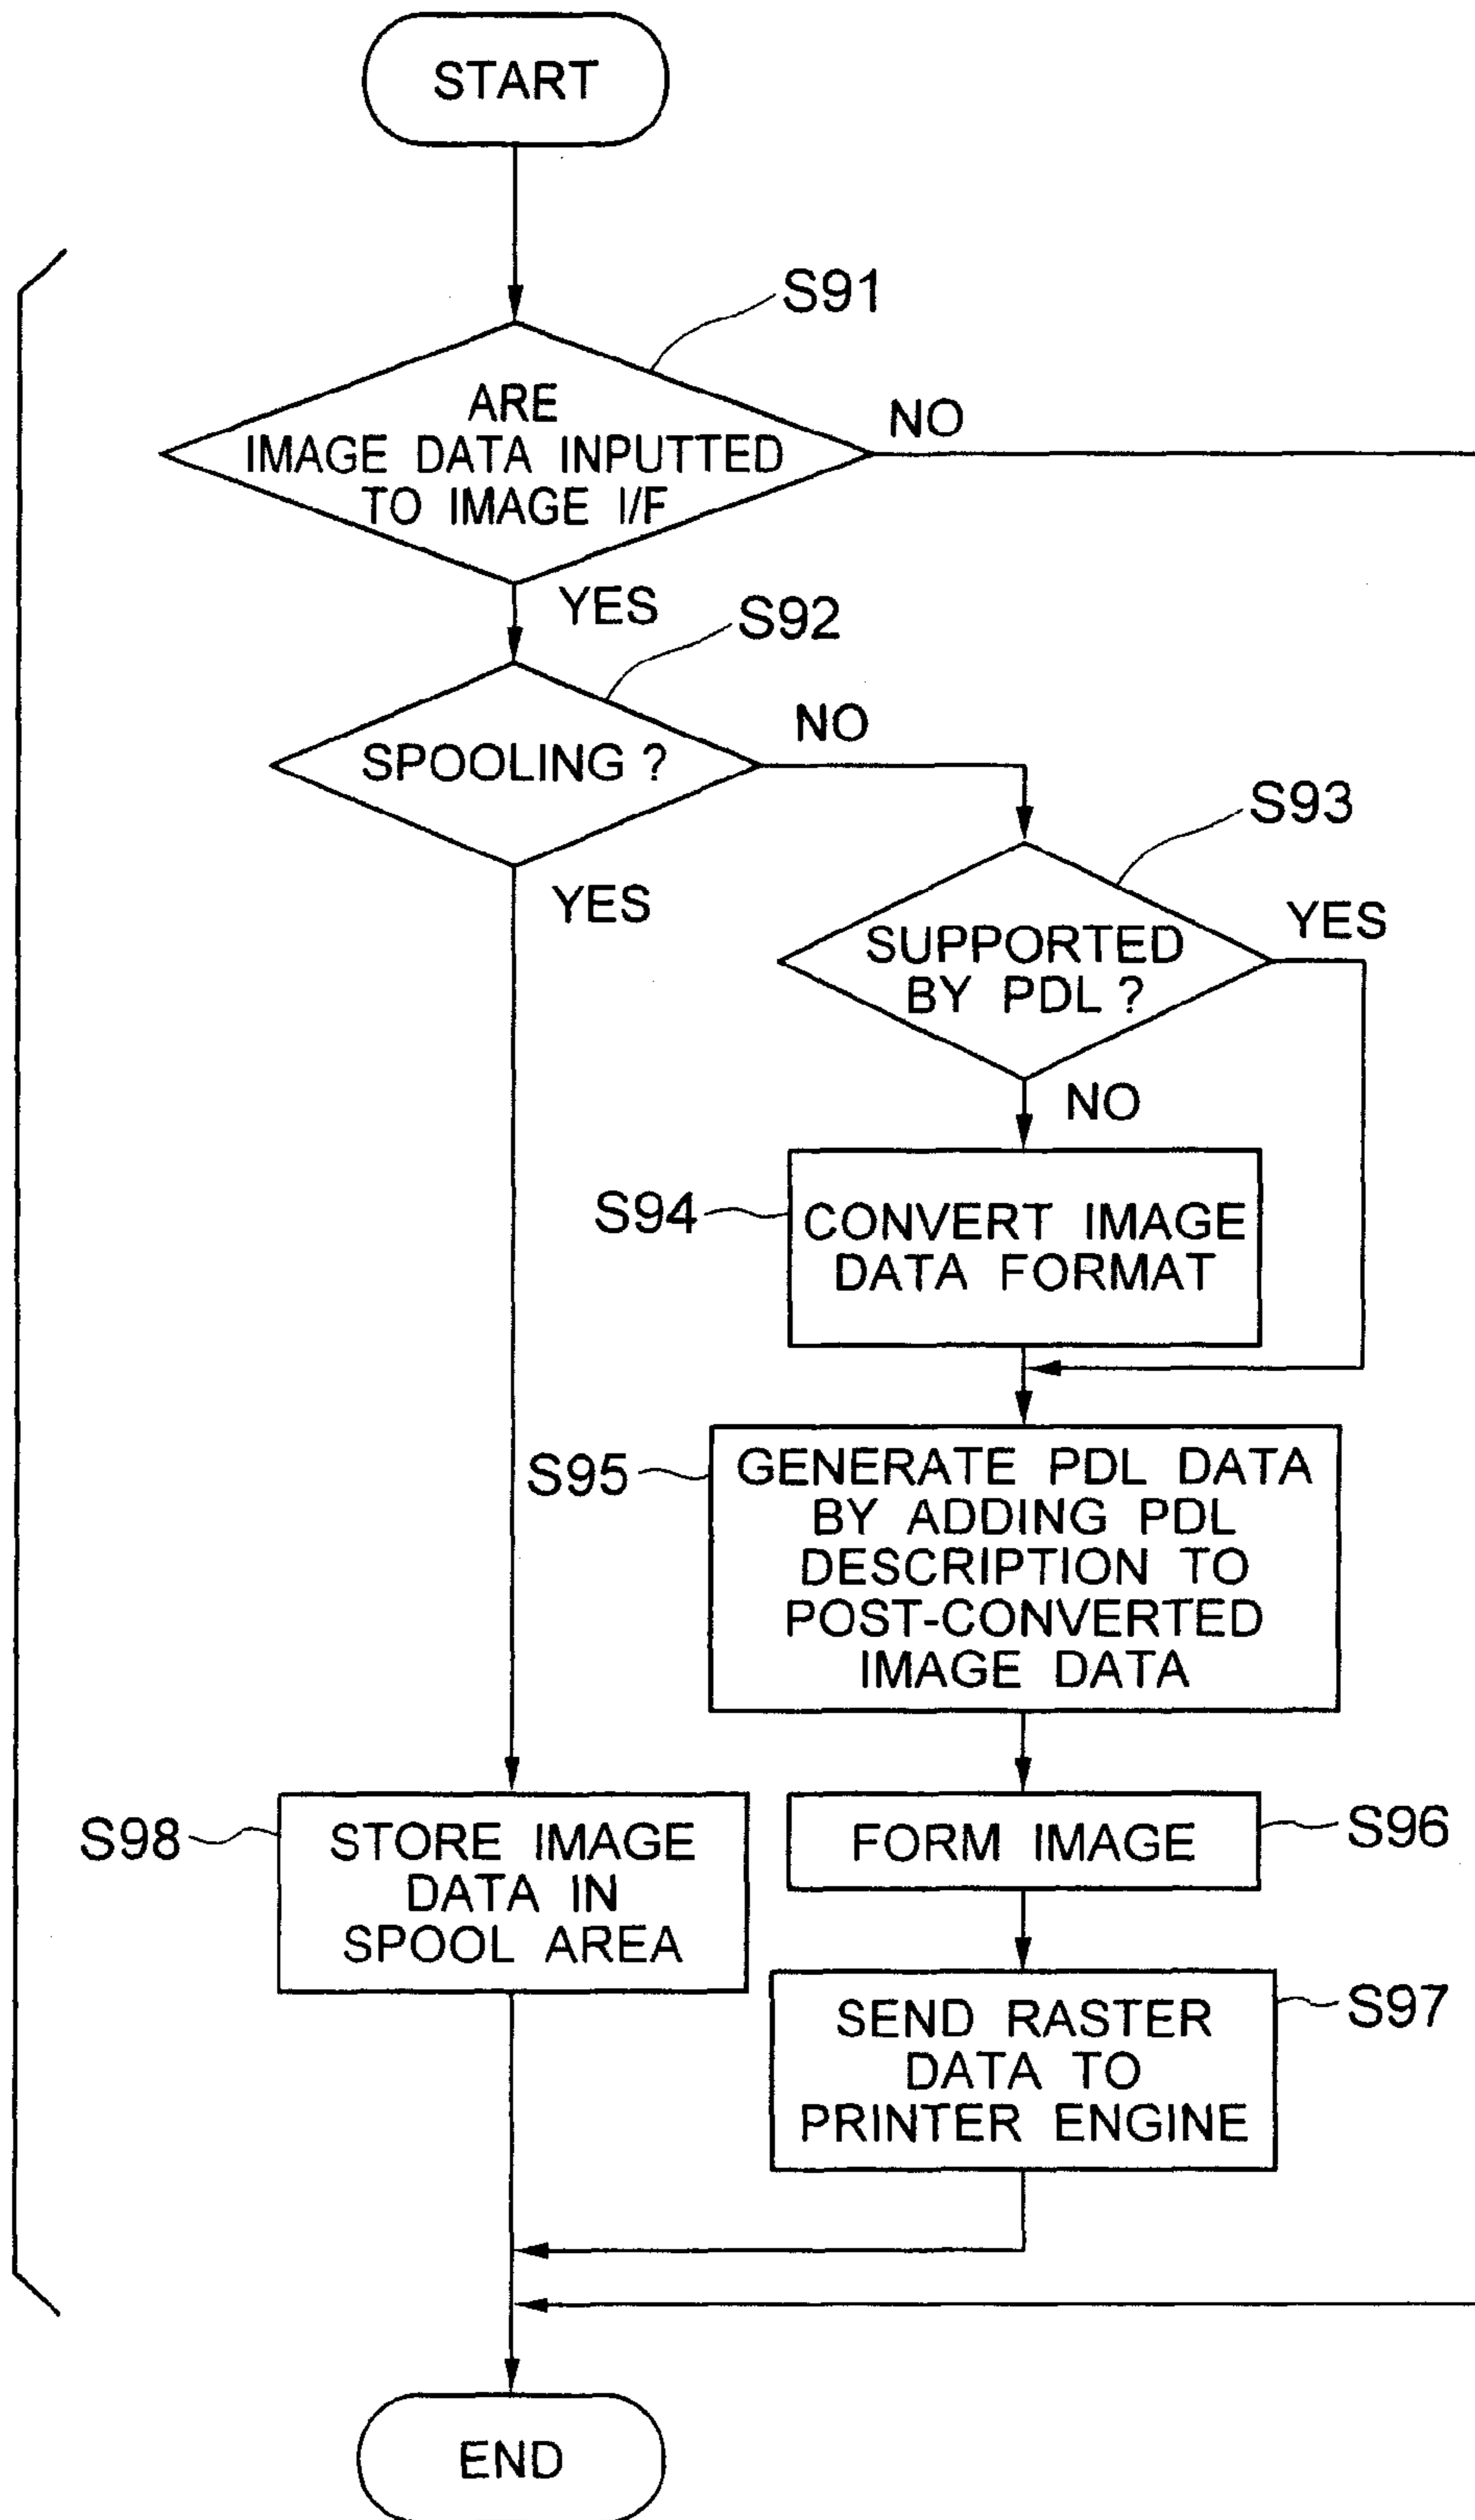 START
S91
ARE
IMAGE DATA INPUTTED
TO IMAGE I/F
NO
YES
S92
SPOOLING ?
NO
YES
S93
SUPPORTED
BY PDL ?
YES
NO
S94
CONVERT IMAGE
DATA FORMAT
S95
GENERATE PDL DATA
BY ADDING PDL
DESCRIPTION TO
POST-CONVERTED
IMAGE DATA
S98
STORE IMAGE
DATA IN
SPOOL AREA
FORM IMAGE
S96
SEND RASTER
DATA TO
PRINTER ENGINE
S97
END